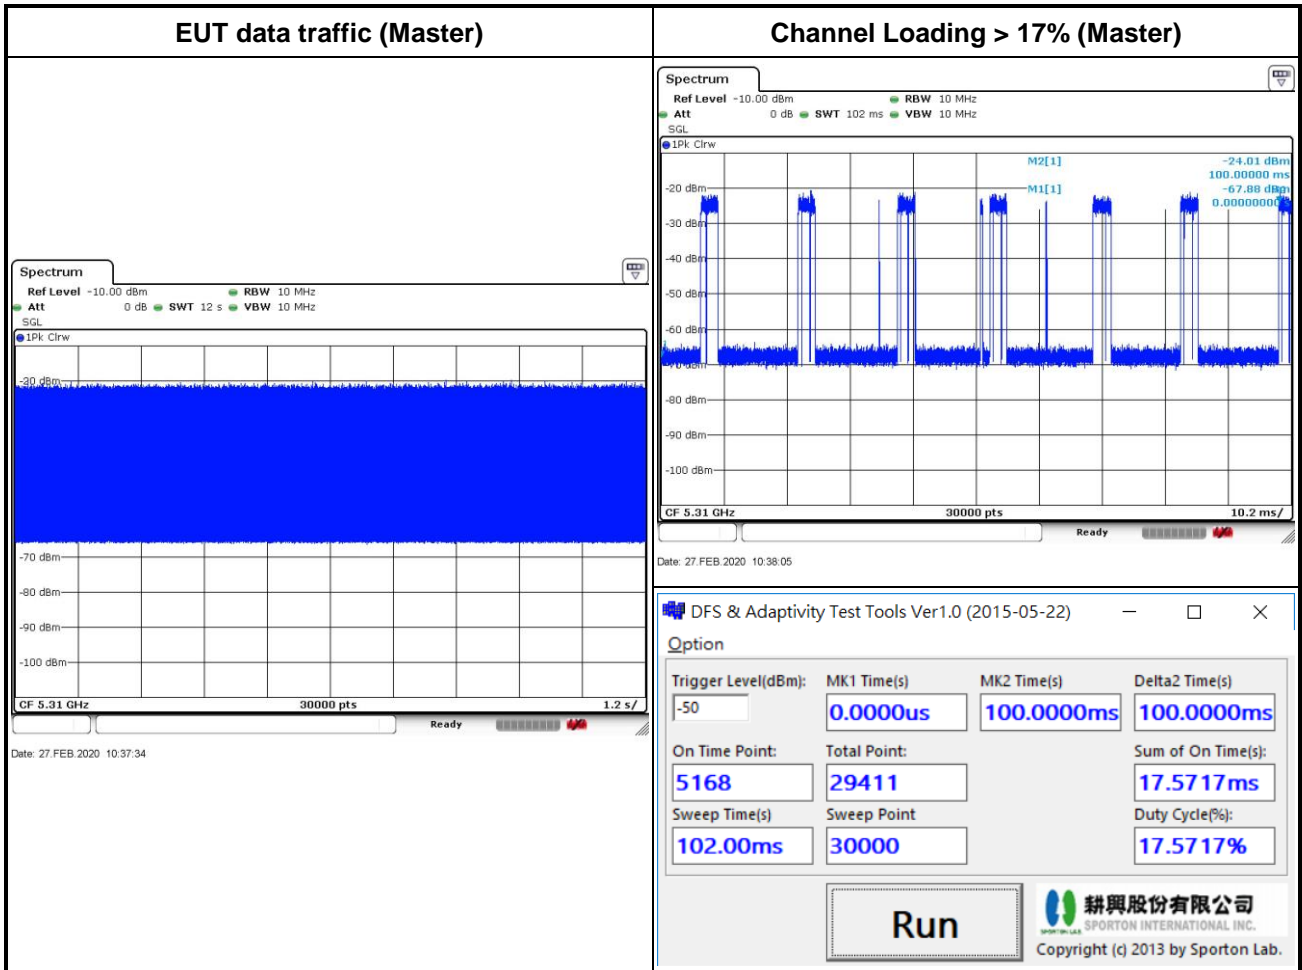 EUT data traffic (Master)
Channel Loading > 17% (Master)
Spectrum
Ref Level -10.00 dBm RBW 10 MHz
Att 0 dB SWT 12 s VBW 10 MHz
SGL
1Pk Clrw
-30 dBm
-70 dBm
-80 dBm
-90 dBm
-100 dBm
CF 5.31 GHz 30000 pts 1.2 s/
Ready
Date: 27.FEB.2020 10:37:34
Spectrum
Ref Level -10.00 dBm RBW 10 MHz
Att 0 dB SWT 102 ms VBW 10 MHz
SGL
1Pk Clrw
M2[1] -24.01 dBm
100.00000 ms
-20 dBm M1[1] -67.88 dBm
-30 dBm
-40 dBm
-50 dBm
-60 dBm
-70 dBm
-80 dBm
-90 dBm
-100 dBm
CF 5.31 GHz 30000 pts 10.2 ms/
Ready
Date: 27.FEB.2020 10:38:05
DFS & Adaptivity Test Tools Ver1.0 (2015-05-22)
Option
Trigger Level(dBm): MK1 Time(s) MK2 Time(s) Delta2 Time(s)
-50 0.0000us 100.0000ms 100.0000ms
On Time Point: Total Point: Sum of On Time(s):
5168 29411 17.5717ms
Sweep Time(s) Sweep Point Duty Cycle(%):
102.00ms 30000 17.5717%
Run
耕興股份有限公司
SPORTON LAB. SPORTON INTERNATIONAL INC.
Copyright (c) 2013 by Sporton Lab.